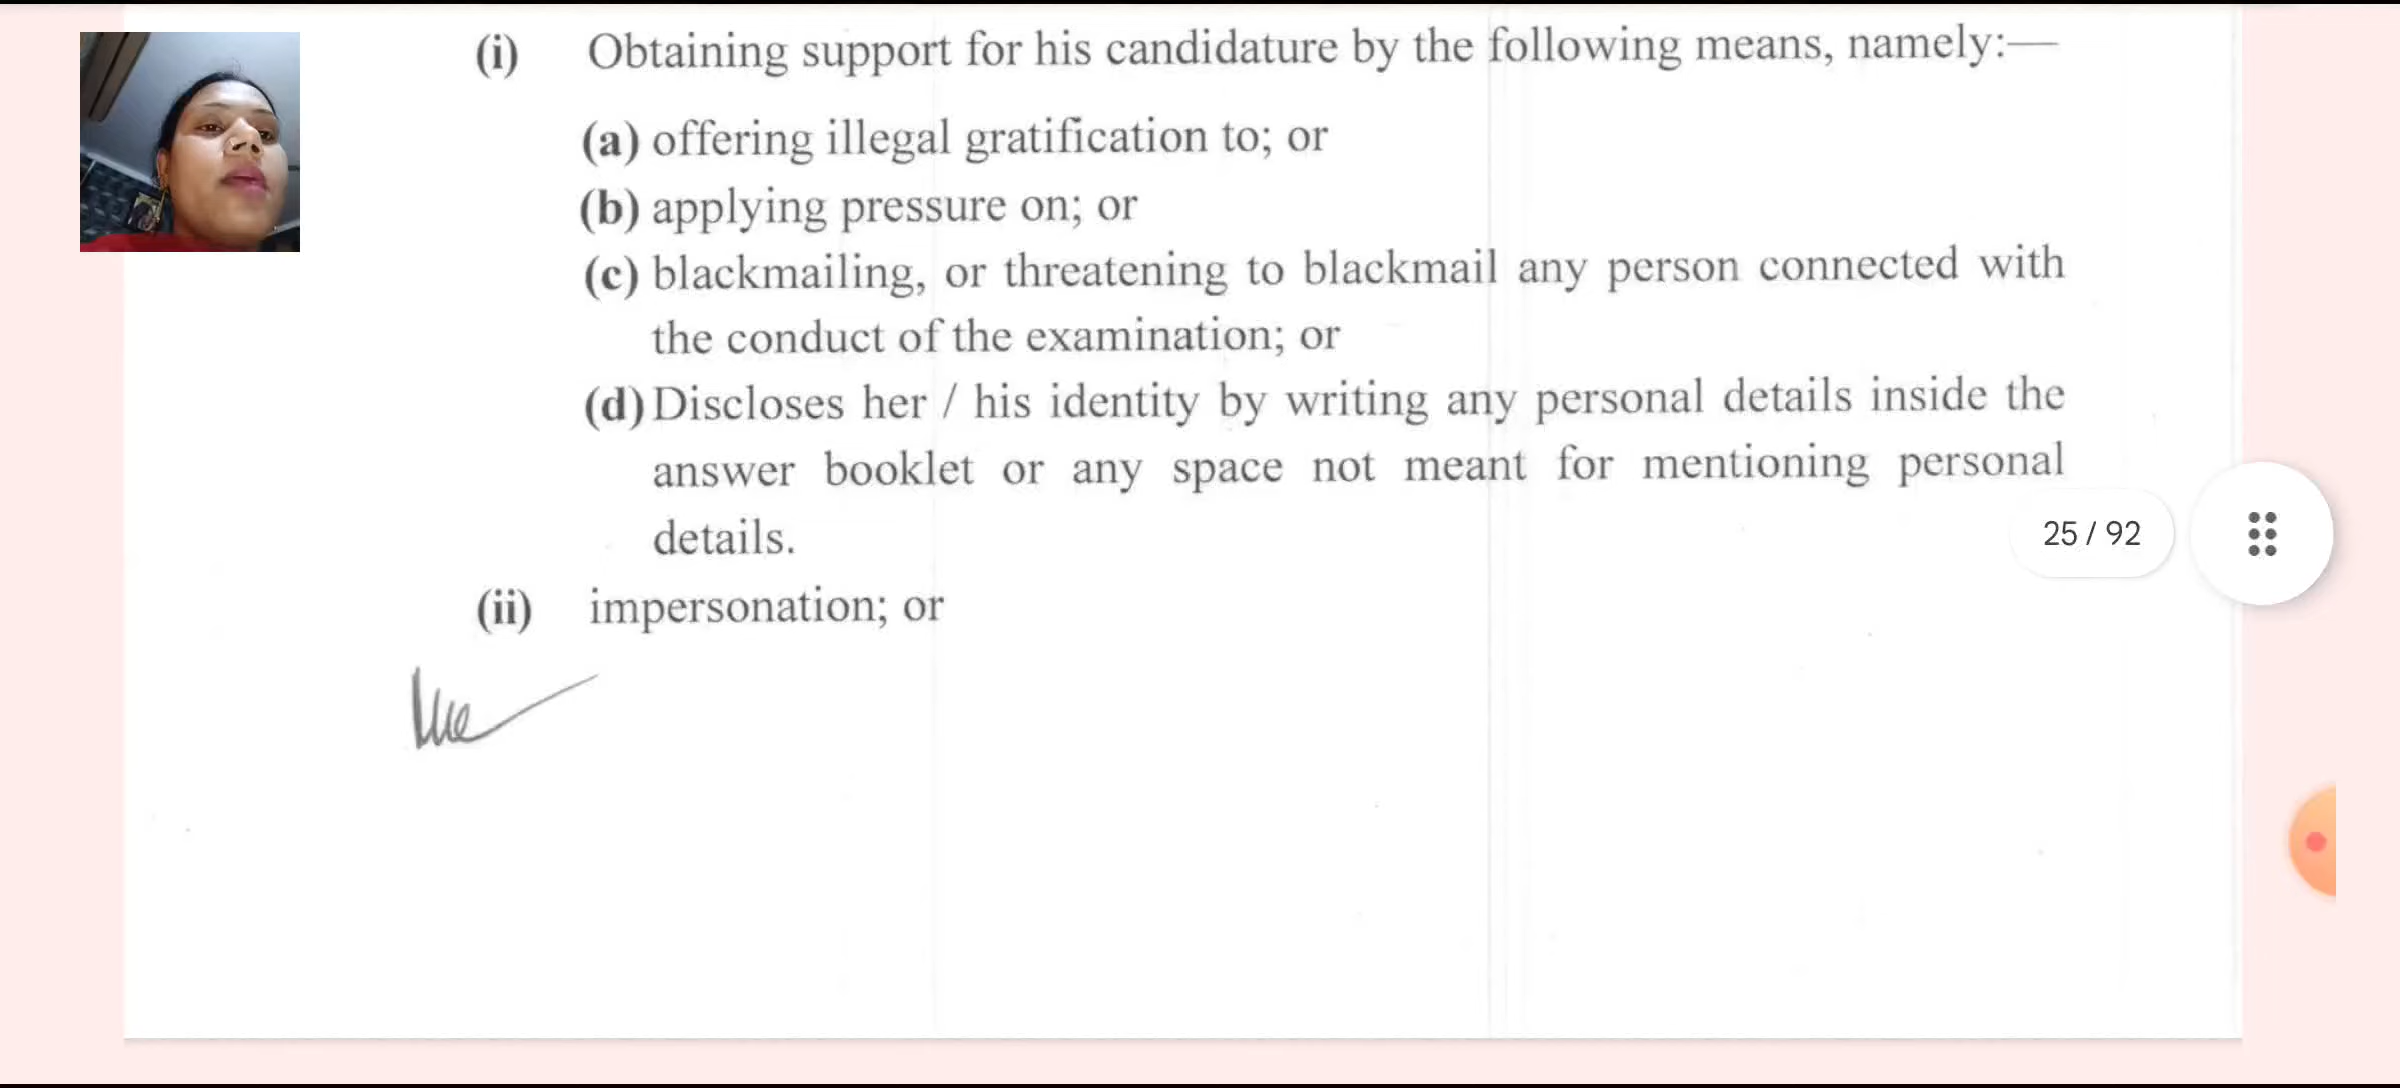 (i) Obtaining support for his candidature by the following means, namely:—
(a) offering illegal gratification to; or
(b) applying pressure on; or
(c) blackmailing, or threatening to blackmail any person connected with
the conduct of the examination; or
(d) Discloses her / his identity by writing any personal details inside the
answer booklet or any space not meant for mentioning personal
details.
25 / 92
(ii) impersonation; or